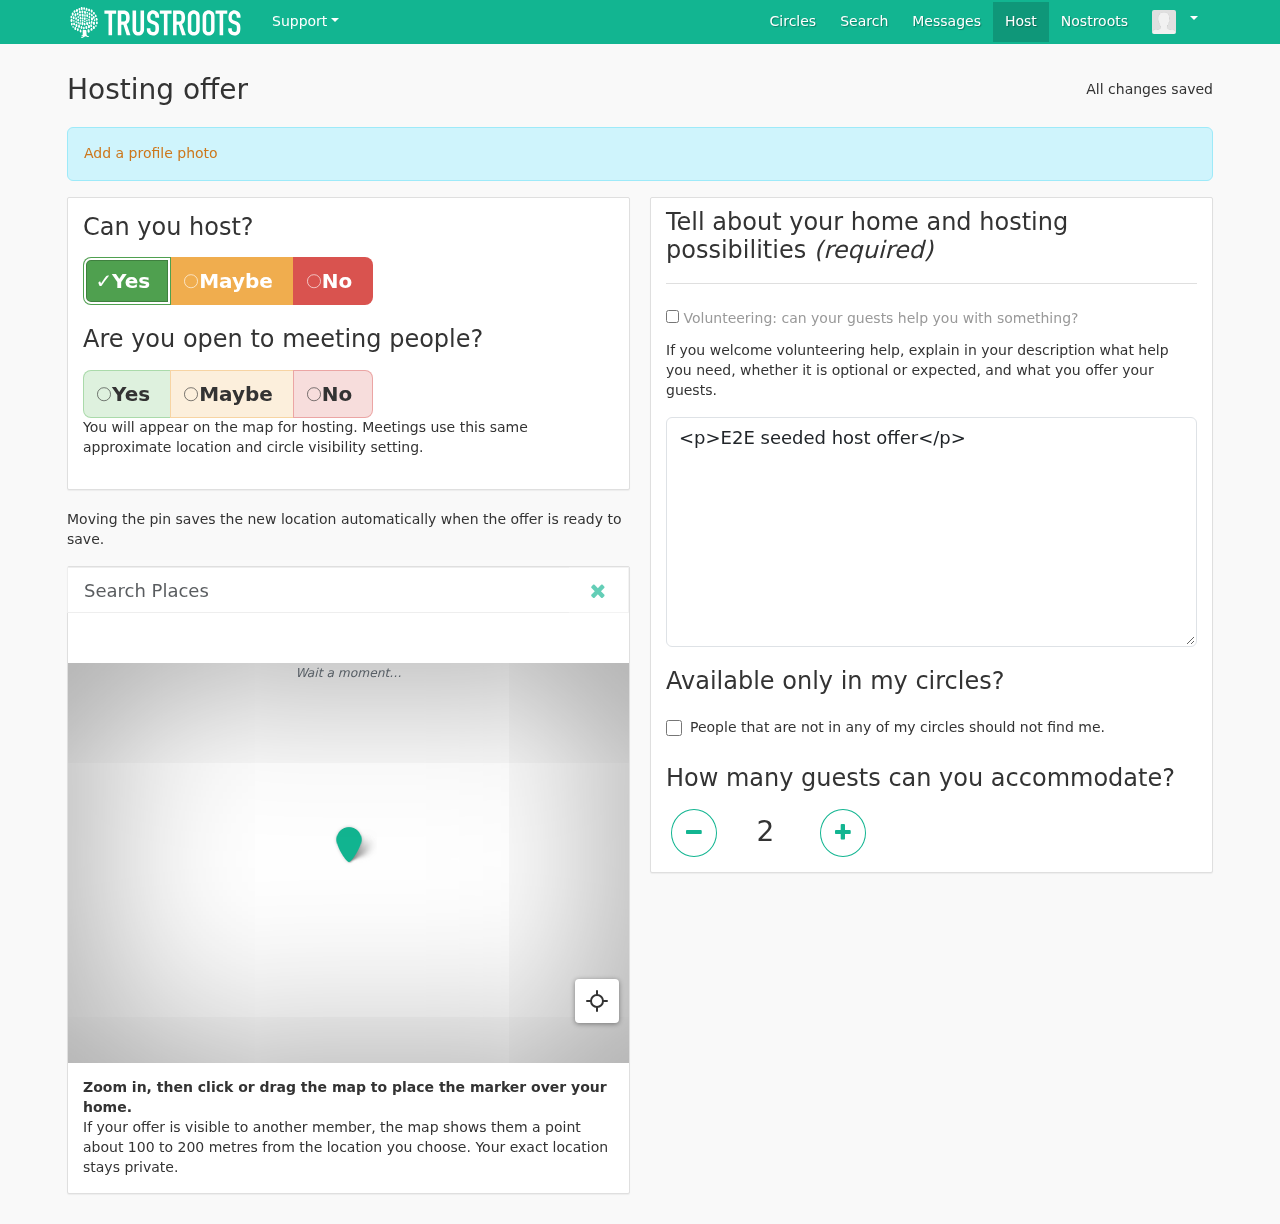 TRUSTROOTS Support Circles Search Messages Host Nostroots
Hosting offer
All changes saved
Add a profile photo
Can you host?
✓Yes Maybe No
Are you open to meeting people?
Yes Maybe No
You will appear on the map for hosting. Meetings use this same
approximate location and circle visibility setting.
Moving the pin saves the new location automatically when the offer is ready to
save.
Search Places
Wait a moment...
Zoom in, then click or drag the map to place the marker over your
home.
If your offer is visible to another member, the map shows them a point
about 100 to 200 metres from the location you choose. Your exact location
stays private.
Tell about your home and hosting
possibilities (required)
Volunteering: can your guests help you with something?
If you welcome volunteering help, explain in your description what help
you need, whether it is optional or expected, and what you offer your
guests.
<p>E2E seeded host offer</p>
Available only in my circles?
People that are not in any of my circles should not find me.
How many guests can you accommodate?
2